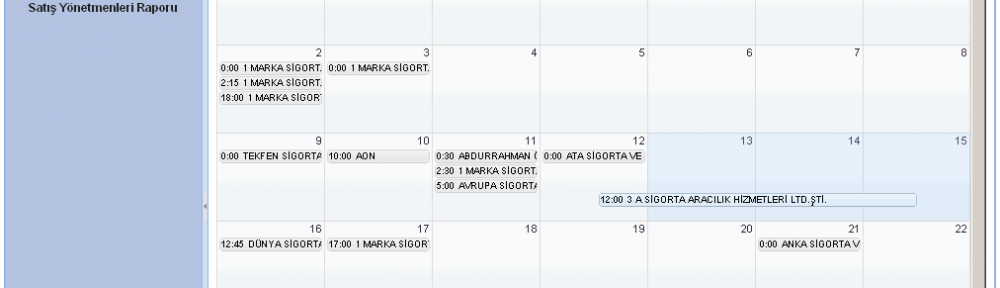 Satış Yönetmenleri Raporu
2 3 4 5 6 7 8
0:00 1 MARKA SİGORT. 0:00 1 MARKA SİGORT.
2:15 1 MARKA SİGORT.
18:00 1 MARKA SİGOR
9 10 11 12 13 14 15
0:00 TEKFEN SİGORTA 10:00 AON 0:30 ABDURRAHMAN 0:00 ATA SİGORTA VE
2:30 1 MARKA SİGORT.
5:00 AVRUPA SİGORTA
12:00 3 A SİGORTA ARACILIK HİZMETLERİ LTD.ŞTİ.
16 17 18 19 20 21 22
12:45 DÜNYA SİGORTA 17:00 1 MARKA SİGOR 0:00 ANKA SİGORTA V